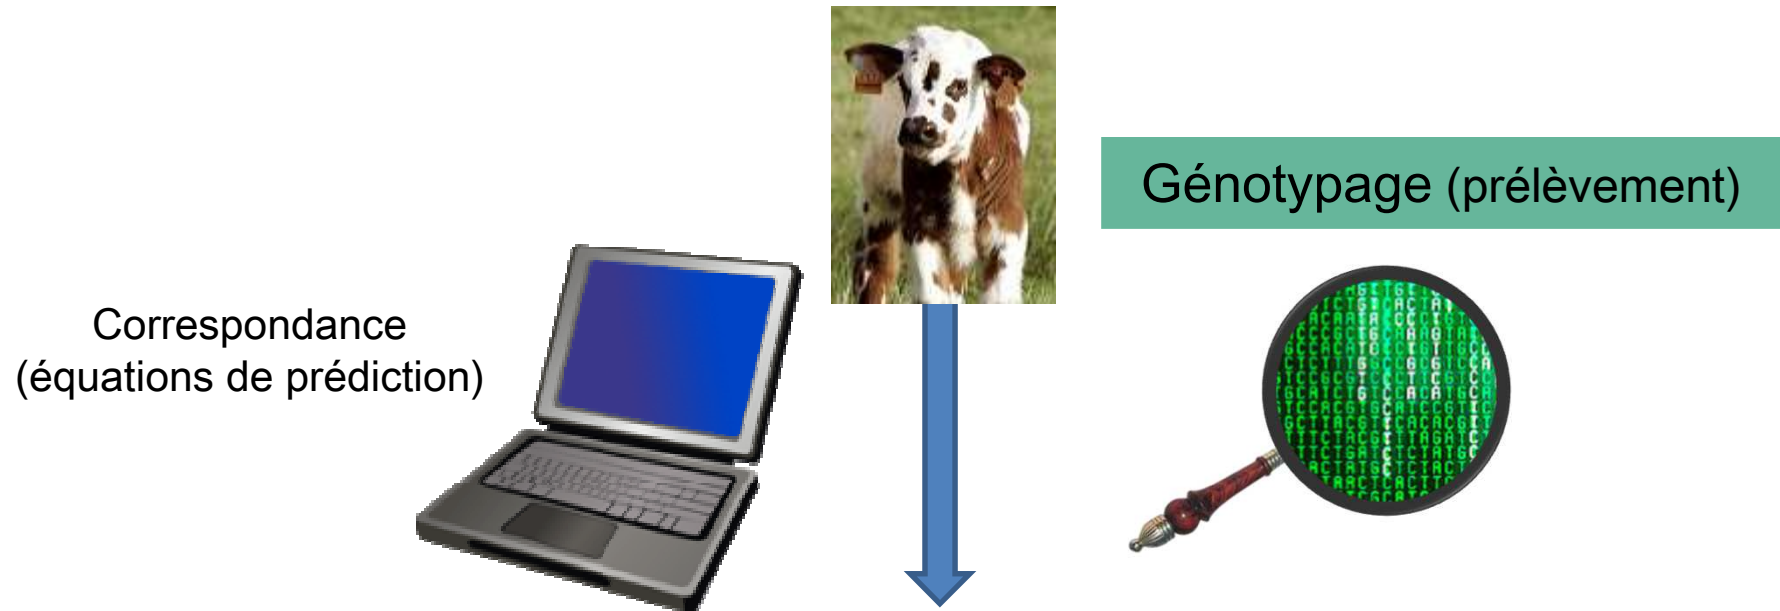 Génotypage (prélèvement)
Correspondance
(équations de prédiction)